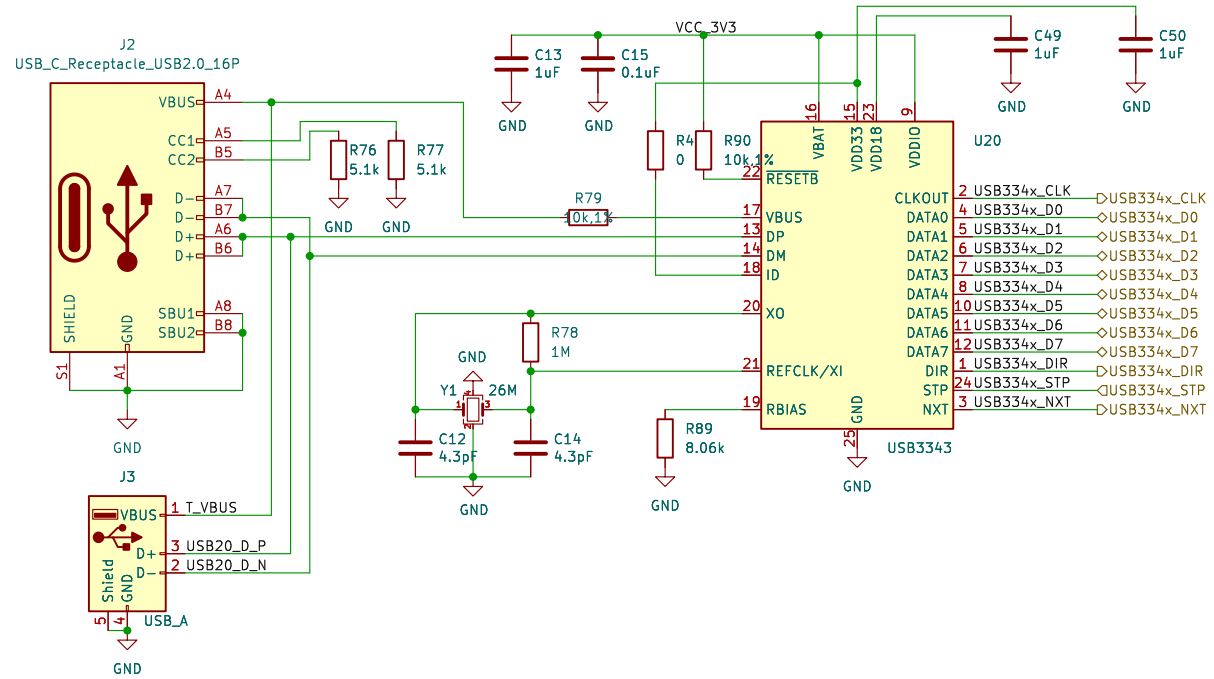 J2
USB_C_Receptacle_USB2.0_16P
VBUS
A4
CC1
A5
CC2
B5
D-
A7
D-
B7
D+
A6
D+
B6
SBU1
A8
SBU2
B8
SHIELD
GND
S1
A1
GND
J3
VBUS
1
T_VBUS
D+
3
USB20_D_P
D-
2
USB20_D_N
Shield
GND
5
4
USB_A
GND
R76
5.1k
GND
R77
5.1k
GND
VCC_3V3
C13
1uF
GND
C15
0.1uF
GND
R4
0
R90
10k,1%
R79
10k,1%
C49
1uF
GND
C50
1uF
GND
R78
1M
GND
Y1
26M
1
2
3
4
C12
4.3pF
C14
4.3pF
GND
R89
8.06k
GND
U20
USB3343
16
VBAT
15
VDD33
23
VDD18
9
VDDIO
22
RESETB
17
VBUS
13
DP
14
DM
18
ID
20
XO
21
REFCLK/XI
19
RBIAS
GND
25
GND
CLKOUT
2
USB334x_CLK
USB334x_CLK
DATA0
4
USB334x_D0
USB334x_D0
DATA1
5
USB334x_D1
USB334x_D1
DATA2
6
USB334x_D2
USB334x_D2
DATA3
7
USB334x_D3
USB334x_D3
DATA4
8
USB334x_D4
USB334x_D4
DATA5
10
USB334x_D5
USB334x_D5
DATA6
11
USB334x_D6
USB334x_D6
DATA7
12
USB334x_D7
USB334x_D7
DIR
1
USB334x_DIR
USB334x_DIR
STP
24
USB334x_STP
USB334x_STP
NXT
3
USB334x_NXT
USB334x_NXT